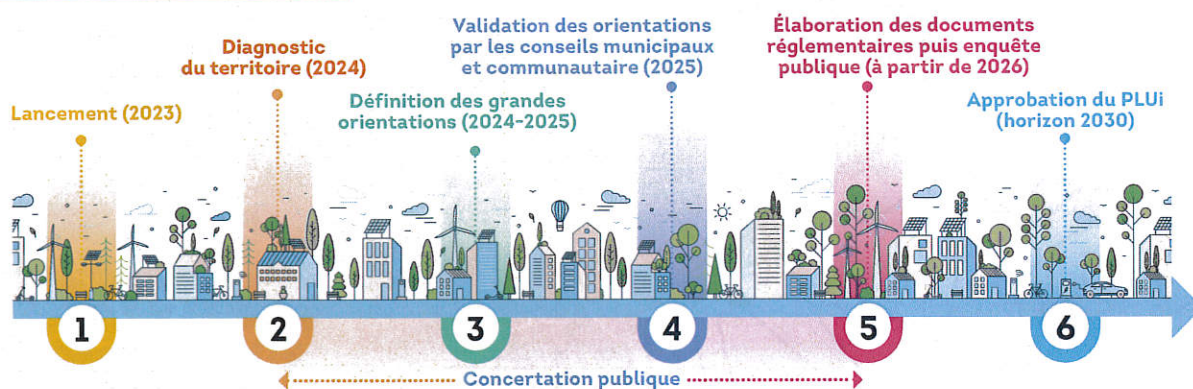 Lancement (2023)
Diagnostic
du territoire (2024)
Définition des grandes
orientations (2024-2025)
Validation des orientations
par les conseils municipaux
et communautaire (2025)
Élaboration des documents
réglementaires puis enquête
publique (à partir de 2026)
Approbation du PLUi
(horizon 2030)
1
2
3
4
5
6
Concertation publique